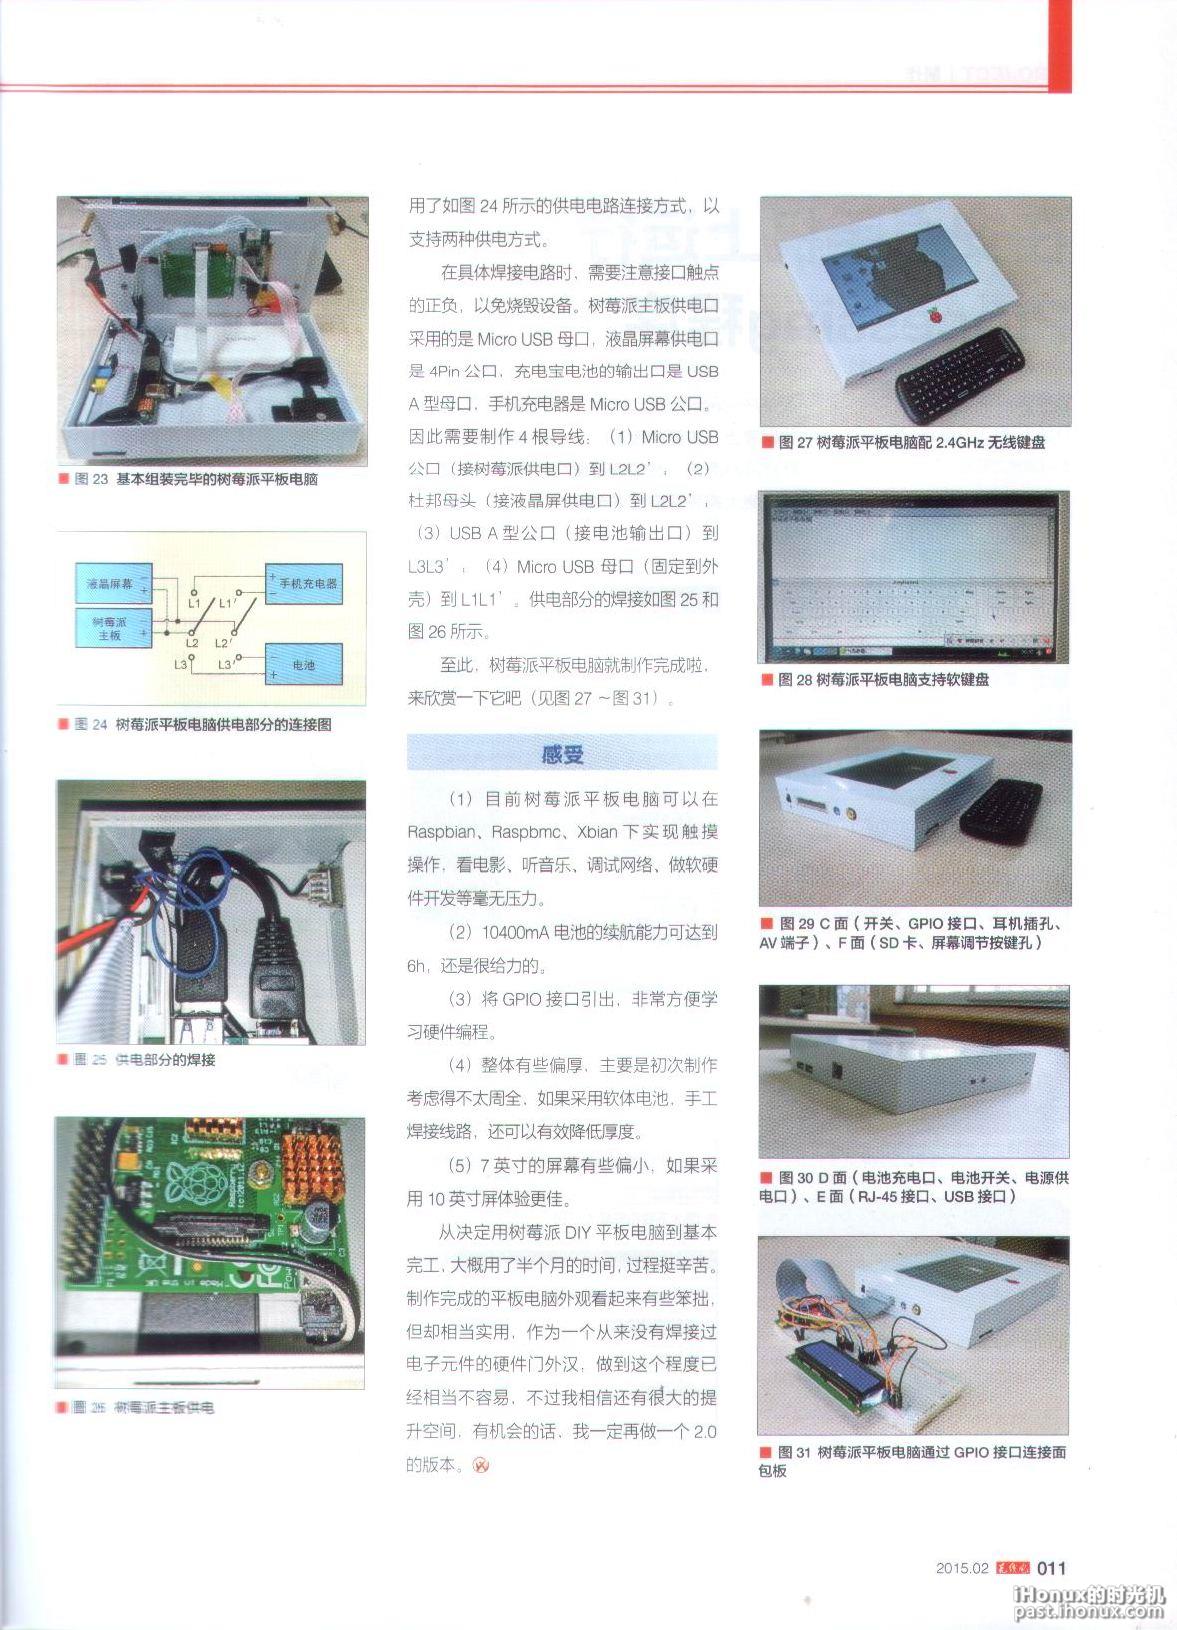 图 23 基本组装完毕的树莓派平板电脑
液晶屏幕
手机充电器
L1 L1'
树莓派
主板
L2 L2'
L3 L3'
电池
图 24 树莓派平板电脑供电部分的连接图
图 25 供电部分的焊接
图 26 树莓派主板供电
用了如图 24 所示的供电电路连接方式，以
支持两种供电方式。
在具体焊接电路时，需要注意接口触点
的正负，以免烧毁设备。树莓派主板供电口
采用的是 Micro USB 母口，液晶屏幕供电口
是 4Pin 公口，充电宝电池的输出口是 USB
A 型母口，手机充电器是 Micro USB 公口。
因此需要制作 4 根导线：（1）Micro USB
公口（接树莓派供电口）到 L2L2'；（2）
杜邦母头（接液晶屏供电口）到 L2L2'；
（3）USB A 型公口（接电池输出口）到
L3L3'；（4）Micro USB 母口（固定到外
壳）到 L1L1'。供电部分的焊接如图 25 和
图 26 所示。
至此，树莓派平板电脑就制作完成啦，
来欣赏一下它吧（见图 27 ～图 31）。
感受
（1）目前树莓派平板电脑可以在
Raspbian、Raspbmc、Xbian 下实现触摸
操作，看电影、听音乐、调试网络、做软硬
件开发等毫无压力。
（2）10400mA 电池的续航能力可达到
6h，还是很给力的。
（3）将 GPIO 接口引出，非常方便学
习硬件编程。
（4）整体有些偏厚，主要是初次制作
考虑得不太周全，如果采用软体电池，手工
焊接线路，还可以有效降低厚度。
（5）7 英寸的屏幕有些偏小，如果采
用 10 英寸屏体验更佳。
从决定用树莓派 DIY 平板电脑到基本
完工，大概用了半个月的时间，过程挺辛苦。
制作完成的平板电脑外观看起来有些笨拙，
但却相当实用，作为一个从来没有焊接过
电子元件的硬件门外汉，做到这个程度已
经相当不容易，不过我相信还有很大的提
升空间，有机会的话，我一定再做一个 2.0
的版本。
图 27 树莓派平板电脑配 2.4GHz 无线键盘
图 28 树莓派平板电脑支持软键盘
图 29 C 面（开关、GPIO 接口、耳机插孔、
AV 端子）、F 面（SD 卡、屏幕调节按键孔）
图 30 D 面（电池充电口、电池开关、电源供
电口）、E 面（RJ-45 接口、USB 接口）
图 31 树莓派平板电脑通过 GPIO 接口连接面
包板
2015.02 无线电 011
iHonux的时光机
past.ihonux.com